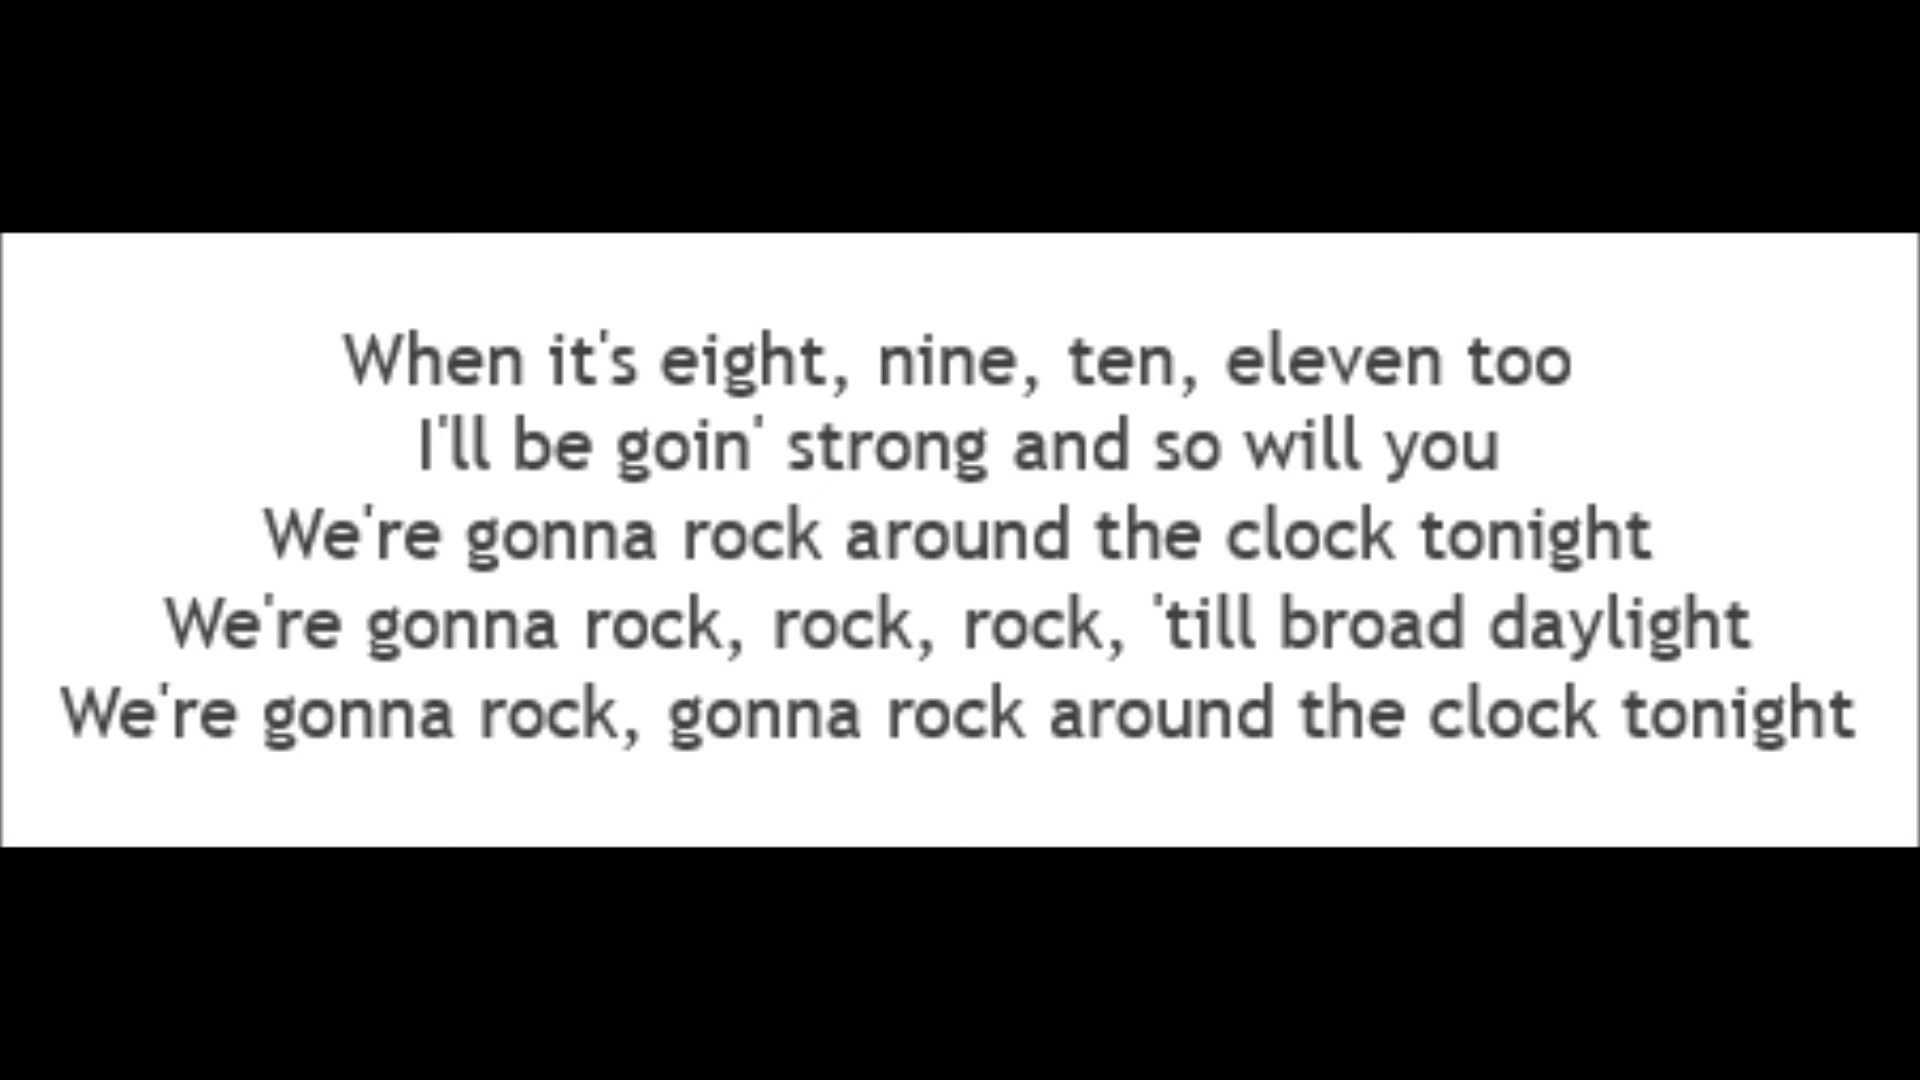 When it's eight, nine, ten, eleven too
I'll be goin' strong and so will you
We're gonna rock around the clock tonight
We're gonna rock, rock, rock, 'till broad daylight
We're gonna rock, gonna rock around the clock tonight